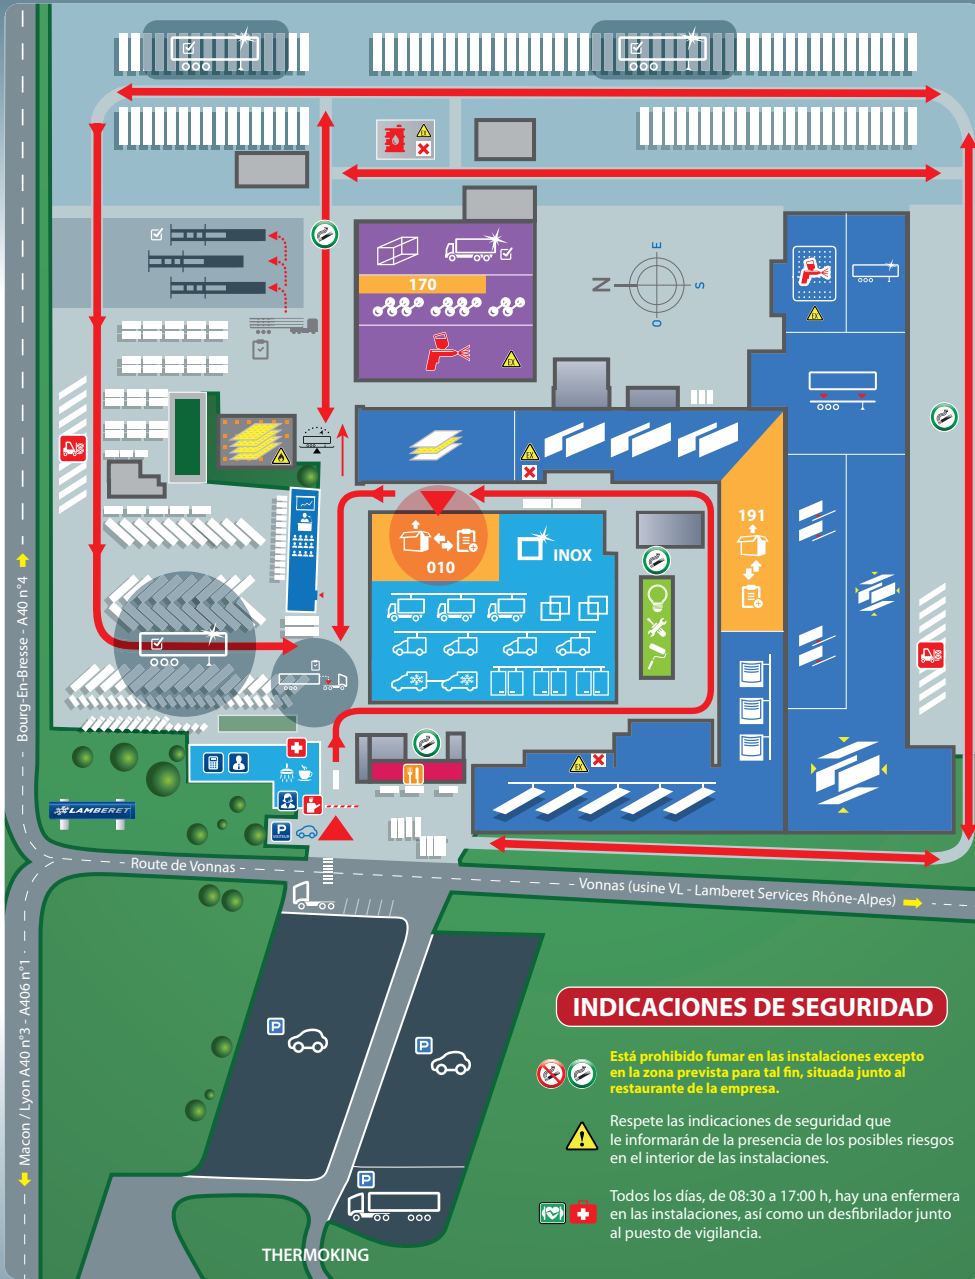 E
N
S
O
170
191
INOX
010
Bourg-En-Bresse - A40 n°4
LAMBERET
P
VISITEUR
Route de Vonnas
Vonnas (usine VL - Lamberet Services Rhône-Alpes)
Macon / Lyon A40 n°3 - A406 n°1
INDICACIONES DE SEGURIDAD
P
P
Está prohibido fumar en las instalaciones excepto
en la zona prevista para tal fin, situada junto al
restaurante de la empresa.
Respete las indicaciones de seguridad que
le informarán de la presencia de los posibles riesgos
en el interior de las instalaciones.
P
Todos los días, de 08:30 a 17:00 h, hay una enfermera
en las instalaciones, así como un desfibrilador junto
al puesto de vigilancia.
THERMOKING